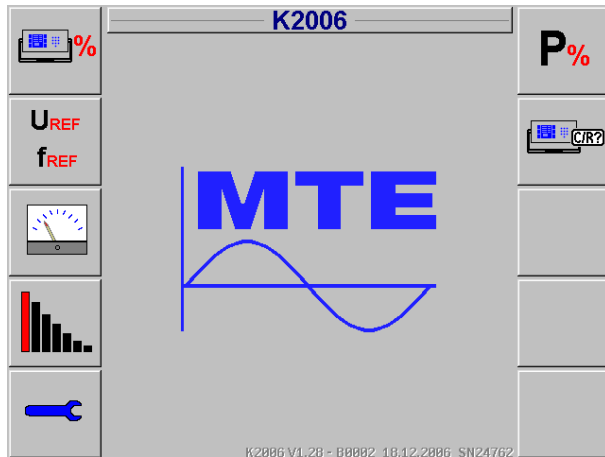 K2006
%
P%
UREF
fREF
C/R?
MTE
K2006 V1.28 - B0002 18.12.2006 SN24762